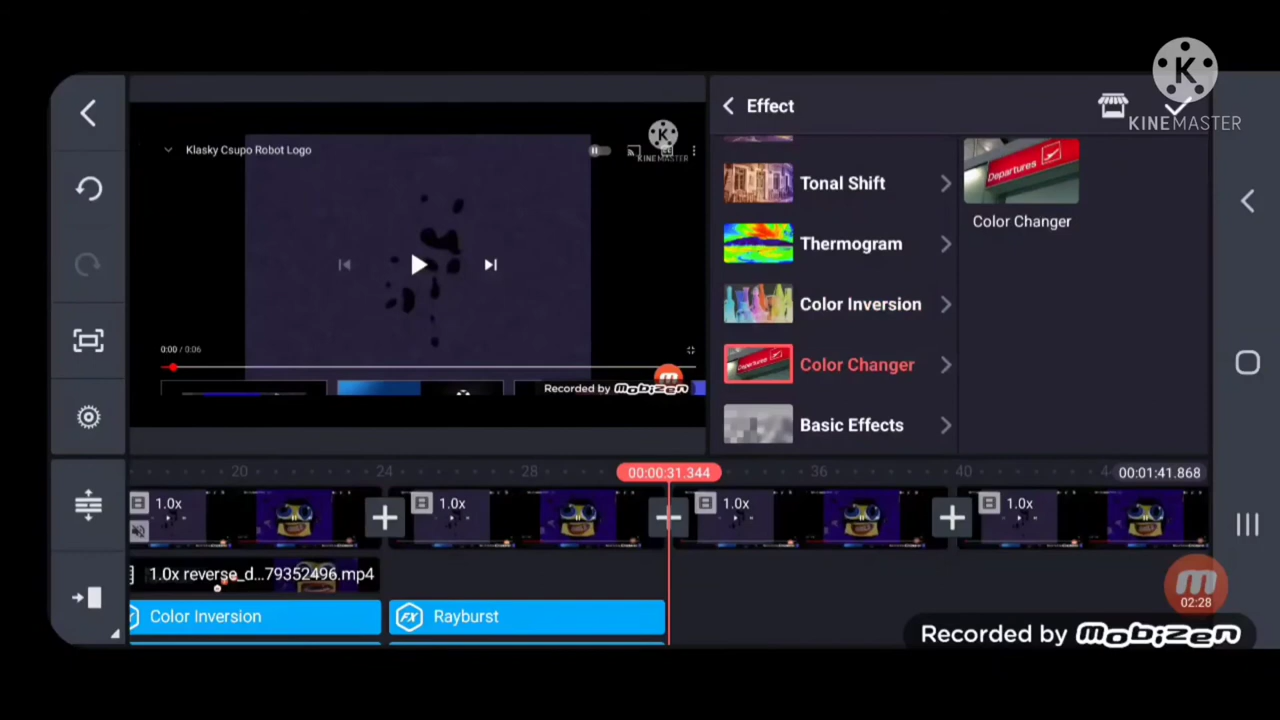 KINEMASTER
Klasky Csupo Robot Logo
KINEMASTER
0:00 / 0:06
Recorded by mobizen
Effect
Tonal Shift
Thermogram
Color Inversion
Color Changer
Basic Effects
Departures
Color Changer
20
24
28
00:00:31.344
36
40
4
00:01:41.868
1.0x
1.0x
1.0x
1.0x
1.0x reverse_d...79352496.mp4
Color Inversion
FX
Rayburst
02:28
Recorded by mobizen